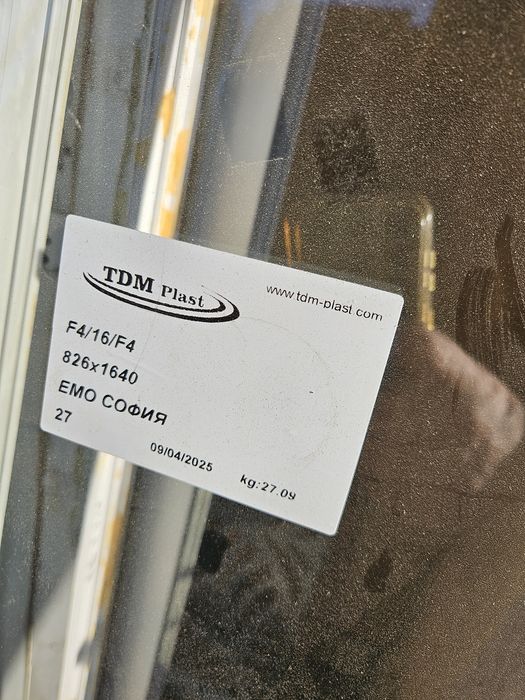 TDM Plast
www.tdm-plast.com
F4/16/F4
826x1640
ЕМО СОФИЯ
27
09/04/2025
kg:27.09